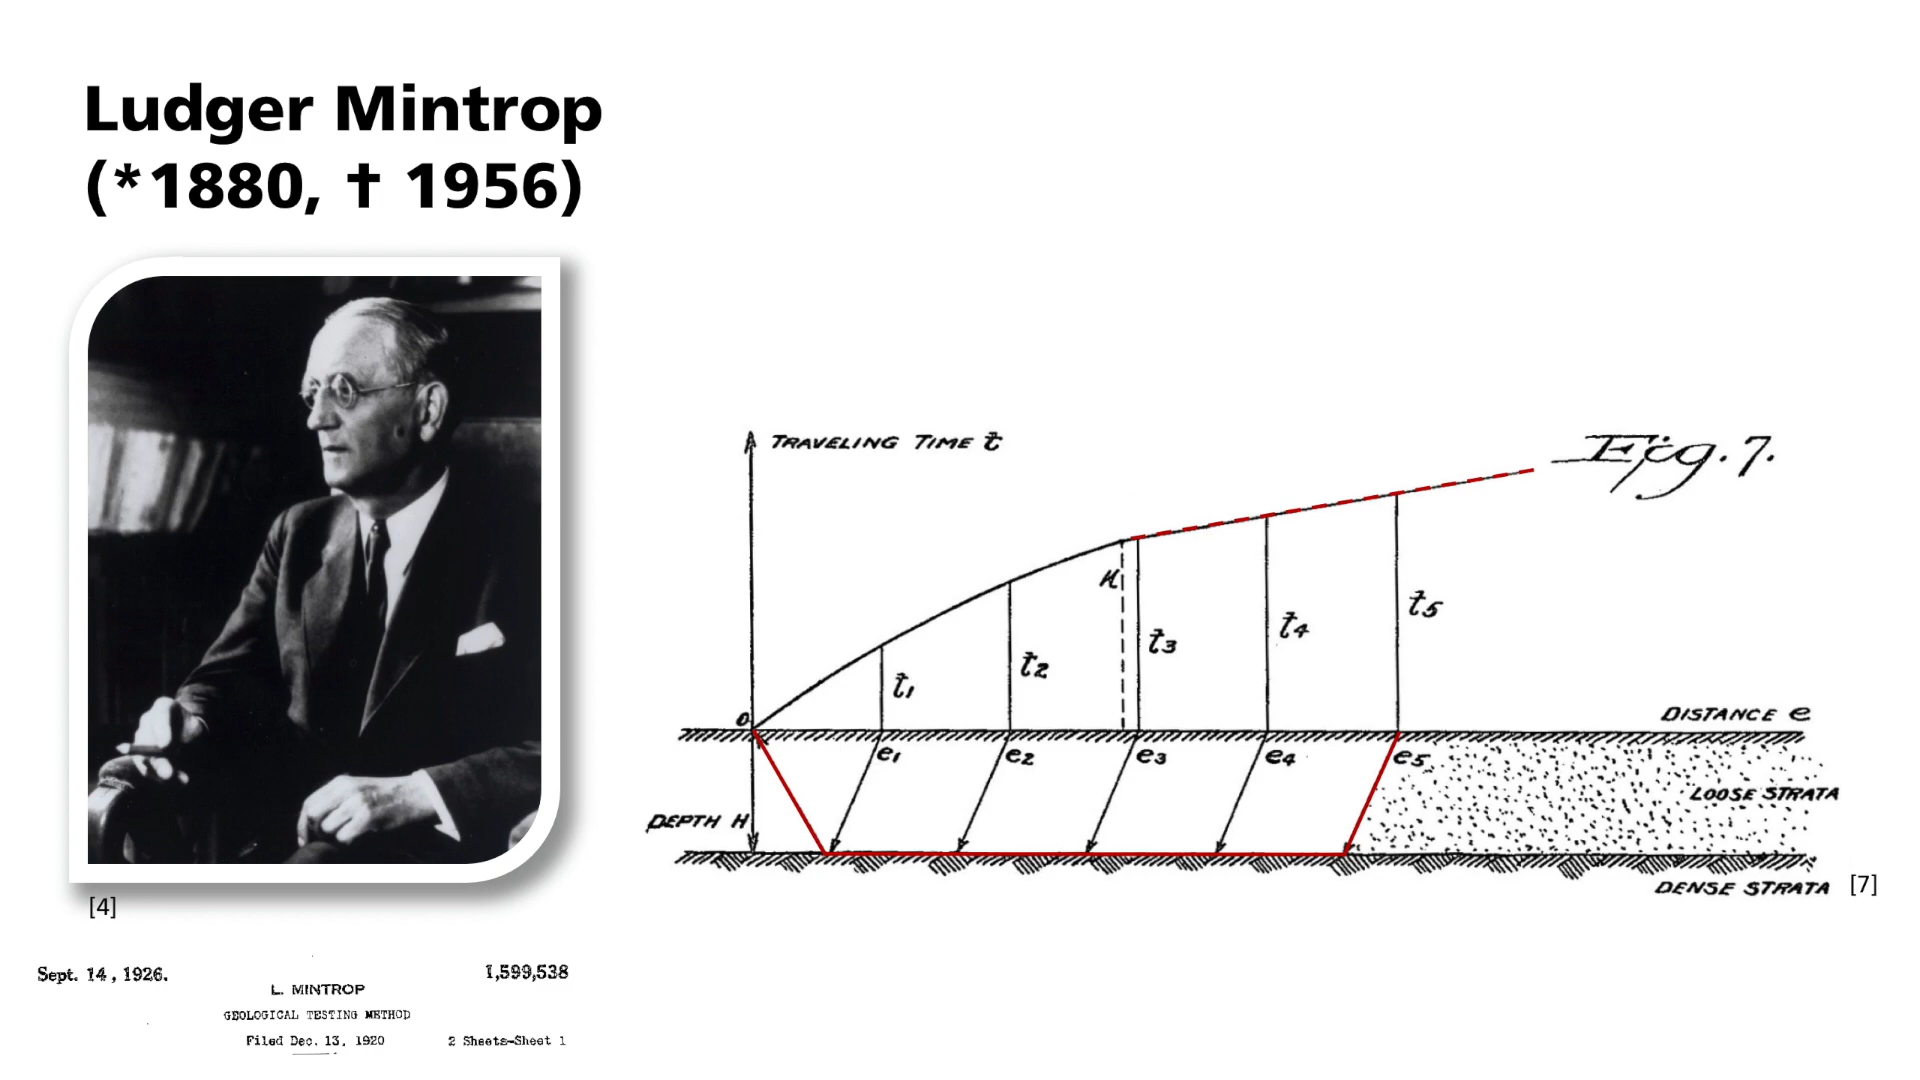 Ludger Mintrop
(*1880, † 1956)
[4]
Sept. 14, 1926.
1,599,538
L. MINTROP
GEOLOGICAL TESTING METHOD
Filed Dec. 13, 1920
2 Sheets-Sheet 1
TRAVELING TIME t
Fig. 7.
K
t1
t2
t3
t4
t5
0
DISTANCE e
e1
e2
e3
e4
e5
LOOSE STRATA
DEPTH H
DENSE STRATA
[7]